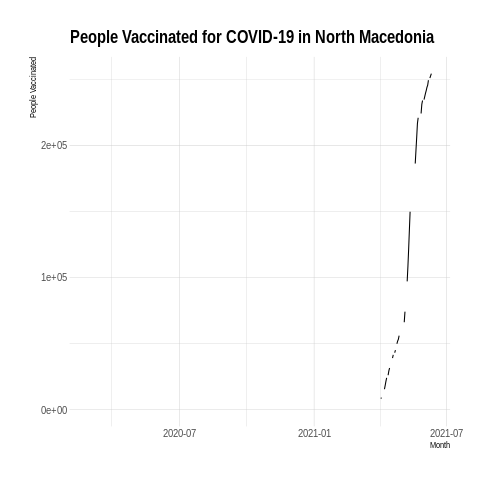 People Vaccinated for COVID-19 in North Macedonia
People Vaccinated
2e+05
1e+05
0e+00
2020-07
2021-01
2021-07
Month